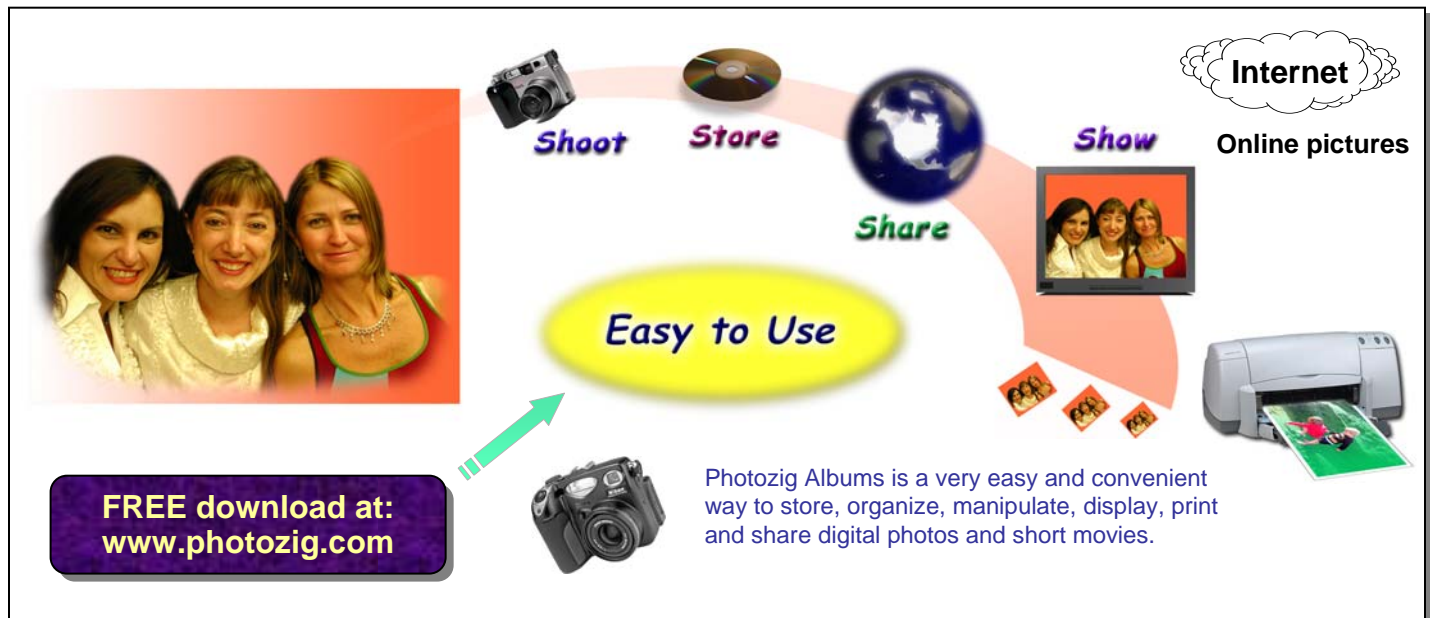 Internet
Online pictures
Shoot
Store
Share
Show
Easy to Use
FREE download at:
www.photozig.com
Nikon
Photozig Albums is a very easy and convenient
way to store, organize, manipulate, display, print
and share digital photos and short movies.